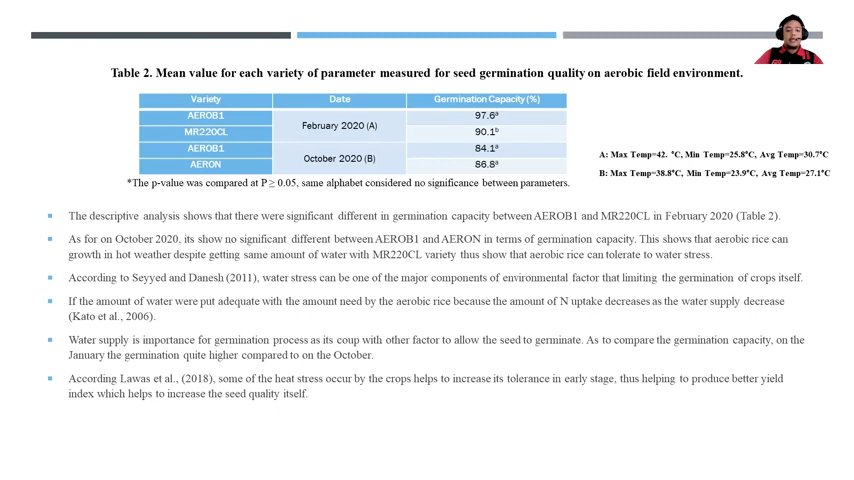 Table 2. Mean value for each variety of parameter measured for seed germination quality on aerobic field environment.
Variety Date Germination Capacity (%)
AEROB1 February 2020 (A) 97.6ᵃ
MR220CL 90.1ᵇ
AEROB1 October 2020 (B) 84.1ᵃ
AERON 86.8ᵃ
A: Max Temp=42. °C, Min Temp=25.8°C, Avg Temp=30.7°C
B: Max Temp=38.8°C, Min Temp=23.9°C, Avg Temp=27.1°C
*The p-value was compared at P ≥ 0.05, same alphabet considered no significance between parameters.
The descriptive analysis shows that there were significant different in germination capacity between AEROB1 and MR220CL in February 2020 (Table 2).
As for on October 2020, its show no significant different between AEROB1 and AERON in terms of germination capacity. This shows that aerobic rice can
growth in hot weather despite getting same amount of water with MR220CL variety thus show that aerobic rice can tolerate to water stress.
According to Seyyed and Danesh (2011), water stress can be one of the major components of environmental factor that limiting the germination of crops itself.
If the amount of water were put adequate with the amount need by the aerobic rice because the amount of N uptake decreases as the water supply decrease
(Kato et al., 2006).
Water supply is importance for germination process as its coup with other factor to allow the seed to germinate. As to compare the germination capacity, on the
January the germination quite higher compared to on the October.
According Lawas et al., (2018), some of the heat stress occur by the crops helps to increase its tolerance in early stage, thus helping to produce better yield
index which helps to increase the seed quality itself.